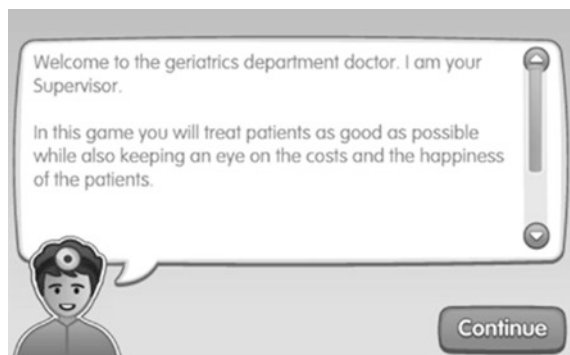 Welcome to the geriatrics department doctor. I am your
Supervisor.
In this game you will treat patients as good as possible
while also keeping an eye on the costs and the happiness
of the patients.
Continue